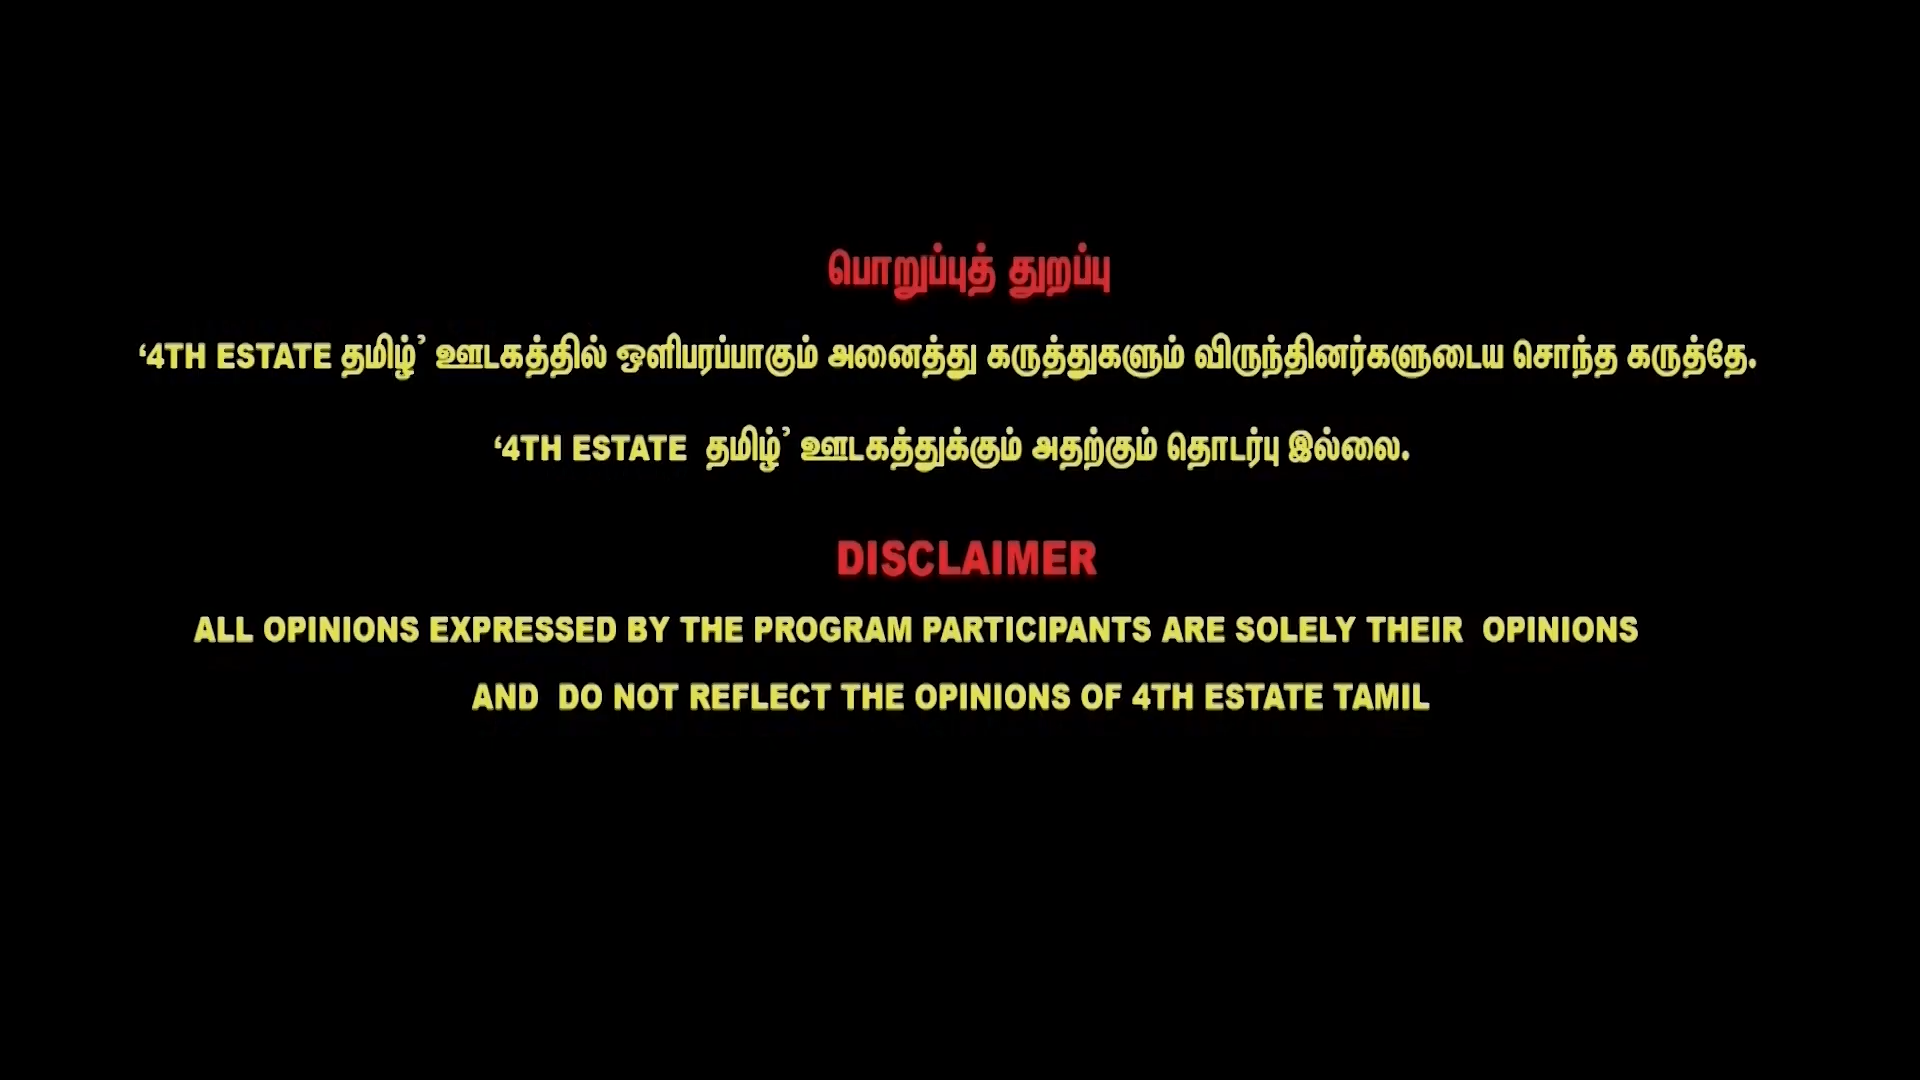 பொறுப்புத் துறப்பு
‘4TH ESTATE தமிழ்’ ஊடகத்தில் ஒளிபரப்பாகும் அனைத்து கருத்துகளும் விருந்தினர்களுடைய சொந்த கருத்தே.
‘4TH ESTATE தமிழ்’ ஊடகத்துக்கும் அதற்கும் தொடர்பு இல்லை.
DISCLAIMER
ALL OPINIONS EXPRESSED BY THE PROGRAM PARTICIPANTS ARE SOLELY THEIR OPINIONS
AND DO NOT REFLECT THE OPINIONS OF 4TH ESTATE TAMIL